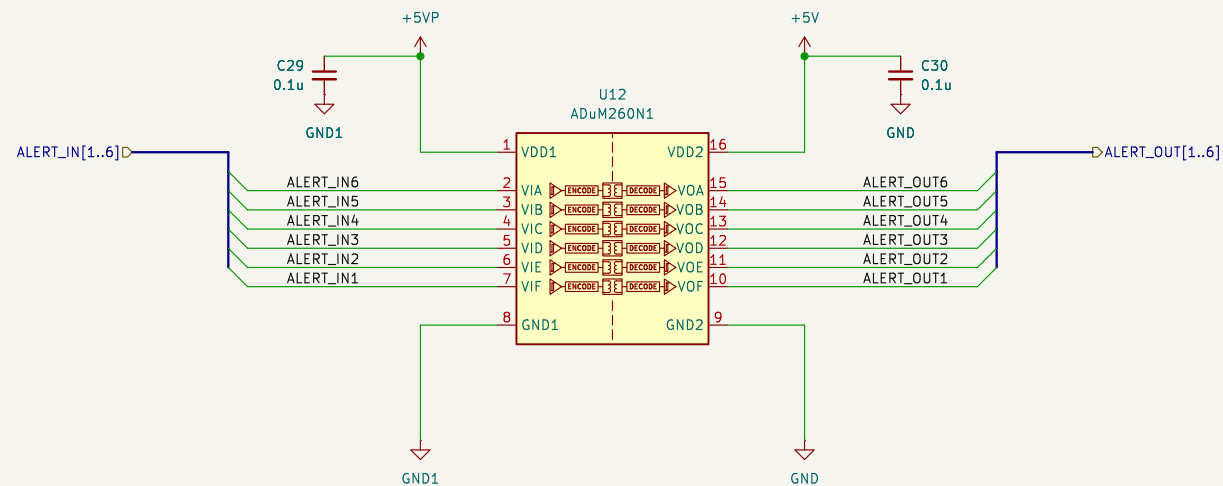 +5VP
+5V
C29
0.1u
GND1
C30
0.1u
GND
U12
ADuM260N1
ALERT_IN[1..6]
ALERT_OUT[1..6]
1 VDD1 VDD2 16
ALERT_IN6 2 VIA ENCODE DECODE VOA 15 ALERT_OUT6
ALERT_IN5 3 VIB ENCODE DECODE VOB 14 ALERT_OUT5
ALERT_IN4 4 VIC ENCODE DECODE VOC 13 ALERT_OUT4
ALERT_IN3 5 VID ENCODE DECODE VOD 12 ALERT_OUT3
ALERT_IN2 6 VIE ENCODE DECODE VOE 11 ALERT_OUT2
ALERT_IN1 7 VIF ENCODE DECODE VOF 10 ALERT_OUT1
8 GND1 GND2 9
GND1
GND